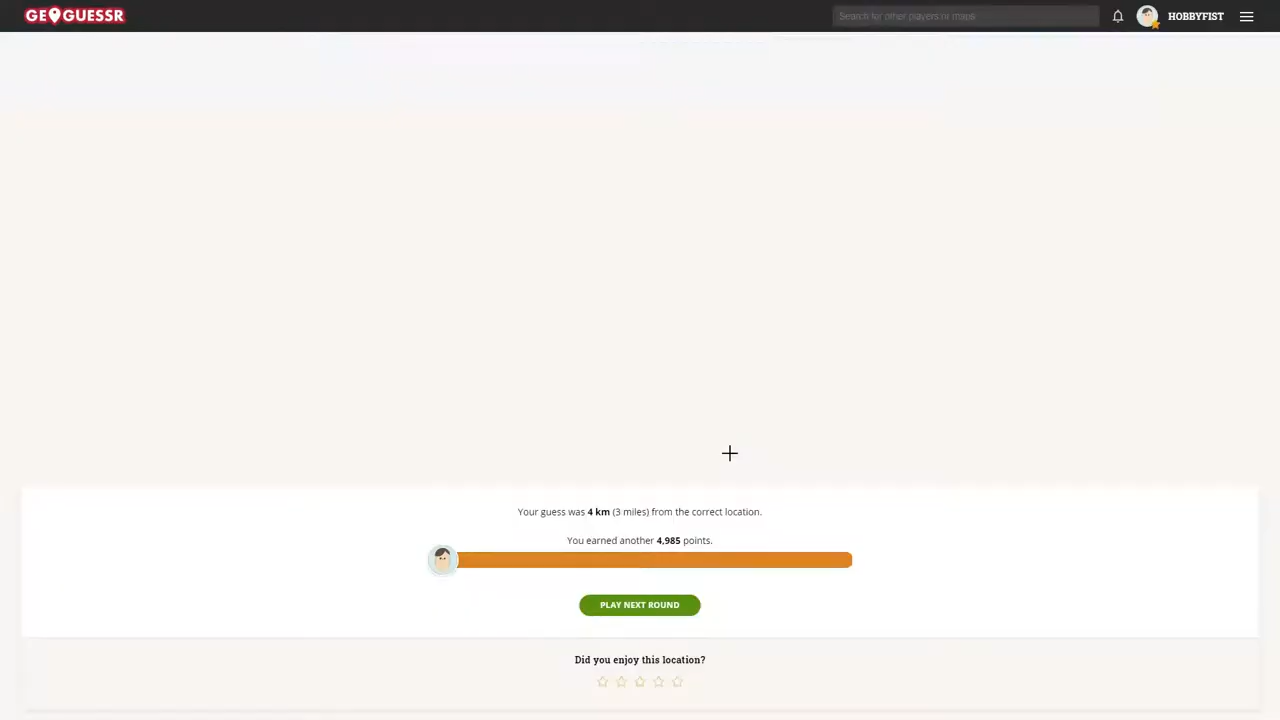 GEOGUESSR
Search for other players or maps
HOBBYFIST
Your guess was 4 km (3 miles) from the correct location.
You earned another 4,985 points.
PLAY NEXT ROUND
Did you enjoy this location?